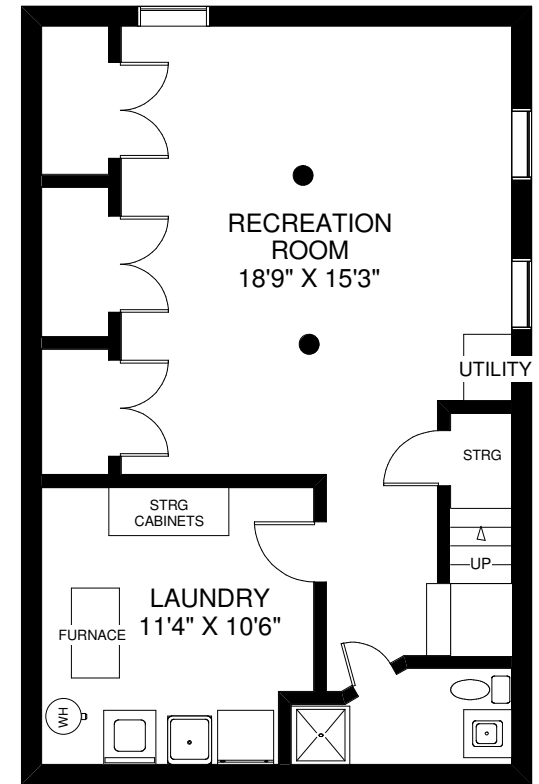 RECREATION
ROOM
18'9" X 15'3"
UTILITY
STRG
STRG
CABINETS
UP
LAUNDRY
11'4" X 10'6"
FURNACE
WH